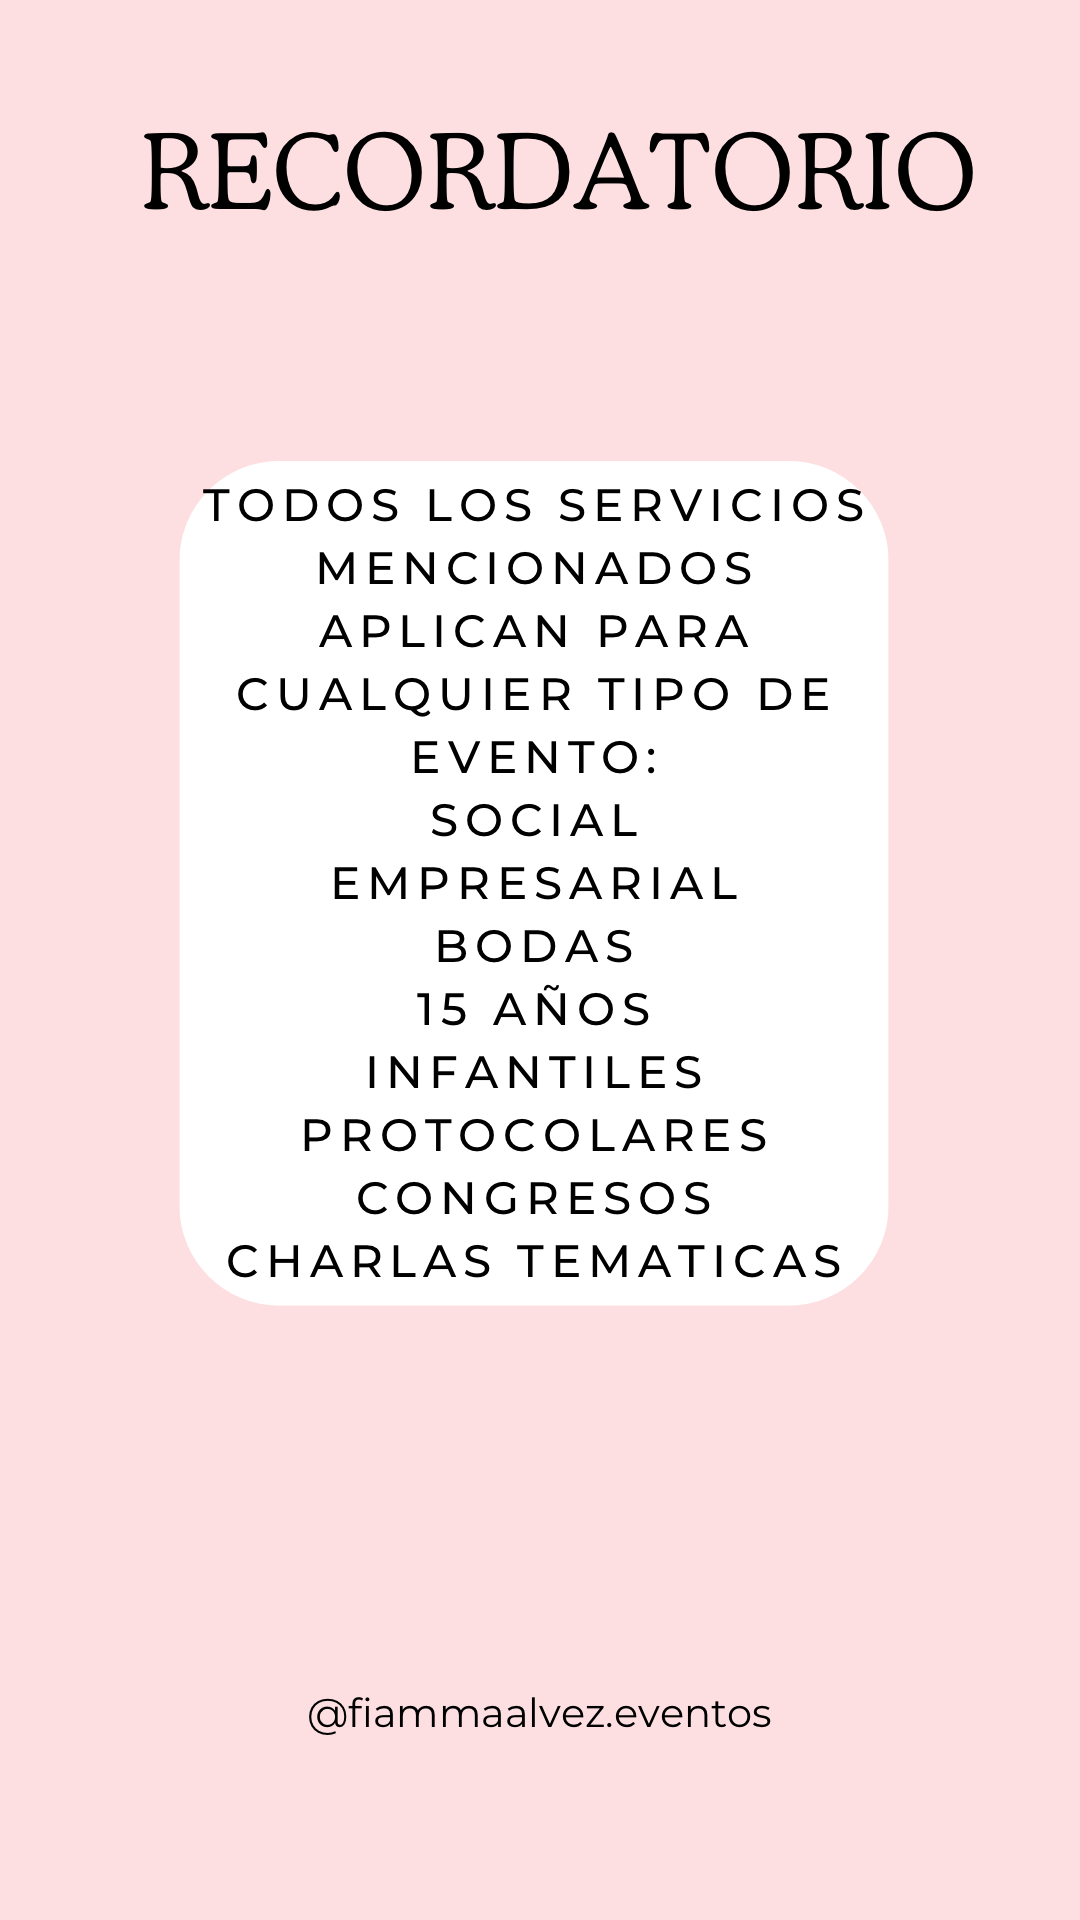 RECORDATORIO
TODOS LOS SERVICIOS
MENCIONADOS
APLICAN PARA
CUALQUIER TIPO DE
EVENTO:
SOCIAL
EMPRESARIAL
BODAS
15 AÑOS
INFANTILES
PROTOCOLARES
CONGRESOS
CHARLAS TEMATICAS
@fiammaalvez.eventos